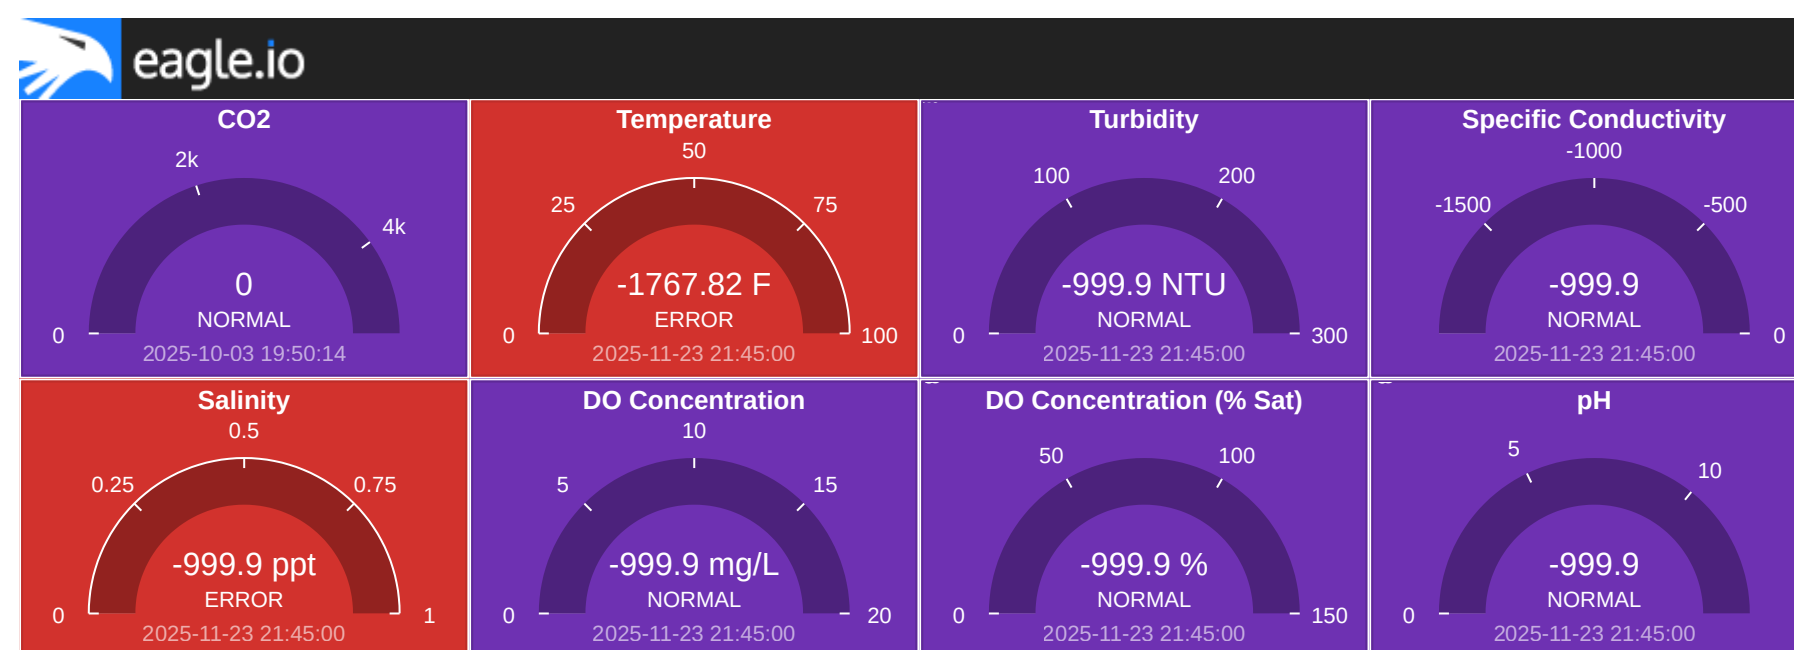 eagle.io
CO2
2k
4k
0
NORMAL
0
2025-10-03 19:50:14
Temperature
50
25
75
-1767.82 F
ERROR
0
100
2025-11-23 21:45:00
Turbidity
100
200
-999.9 NTU
NORMAL
0
300
2025-11-23 21:45:00
Specific Conductivity
-1000
-1500
-500
-999.9
NORMAL
0
2025-11-23 21:45:00
Salinity
0.5
0.25
0.75
-999.9 ppt
ERROR
0
1
2025-11-23 21:45:00
DO Concentration
10
5
15
-999.9 mg/L
NORMAL
0
20
2025-11-23 21:45:00
DO Concentration (% Sat)
50
100
-999.9 %
NORMAL
0
150
2025-11-23 21:45:00
pH
5
10
-999.9
NORMAL
0
2025-11-23 21:45:00